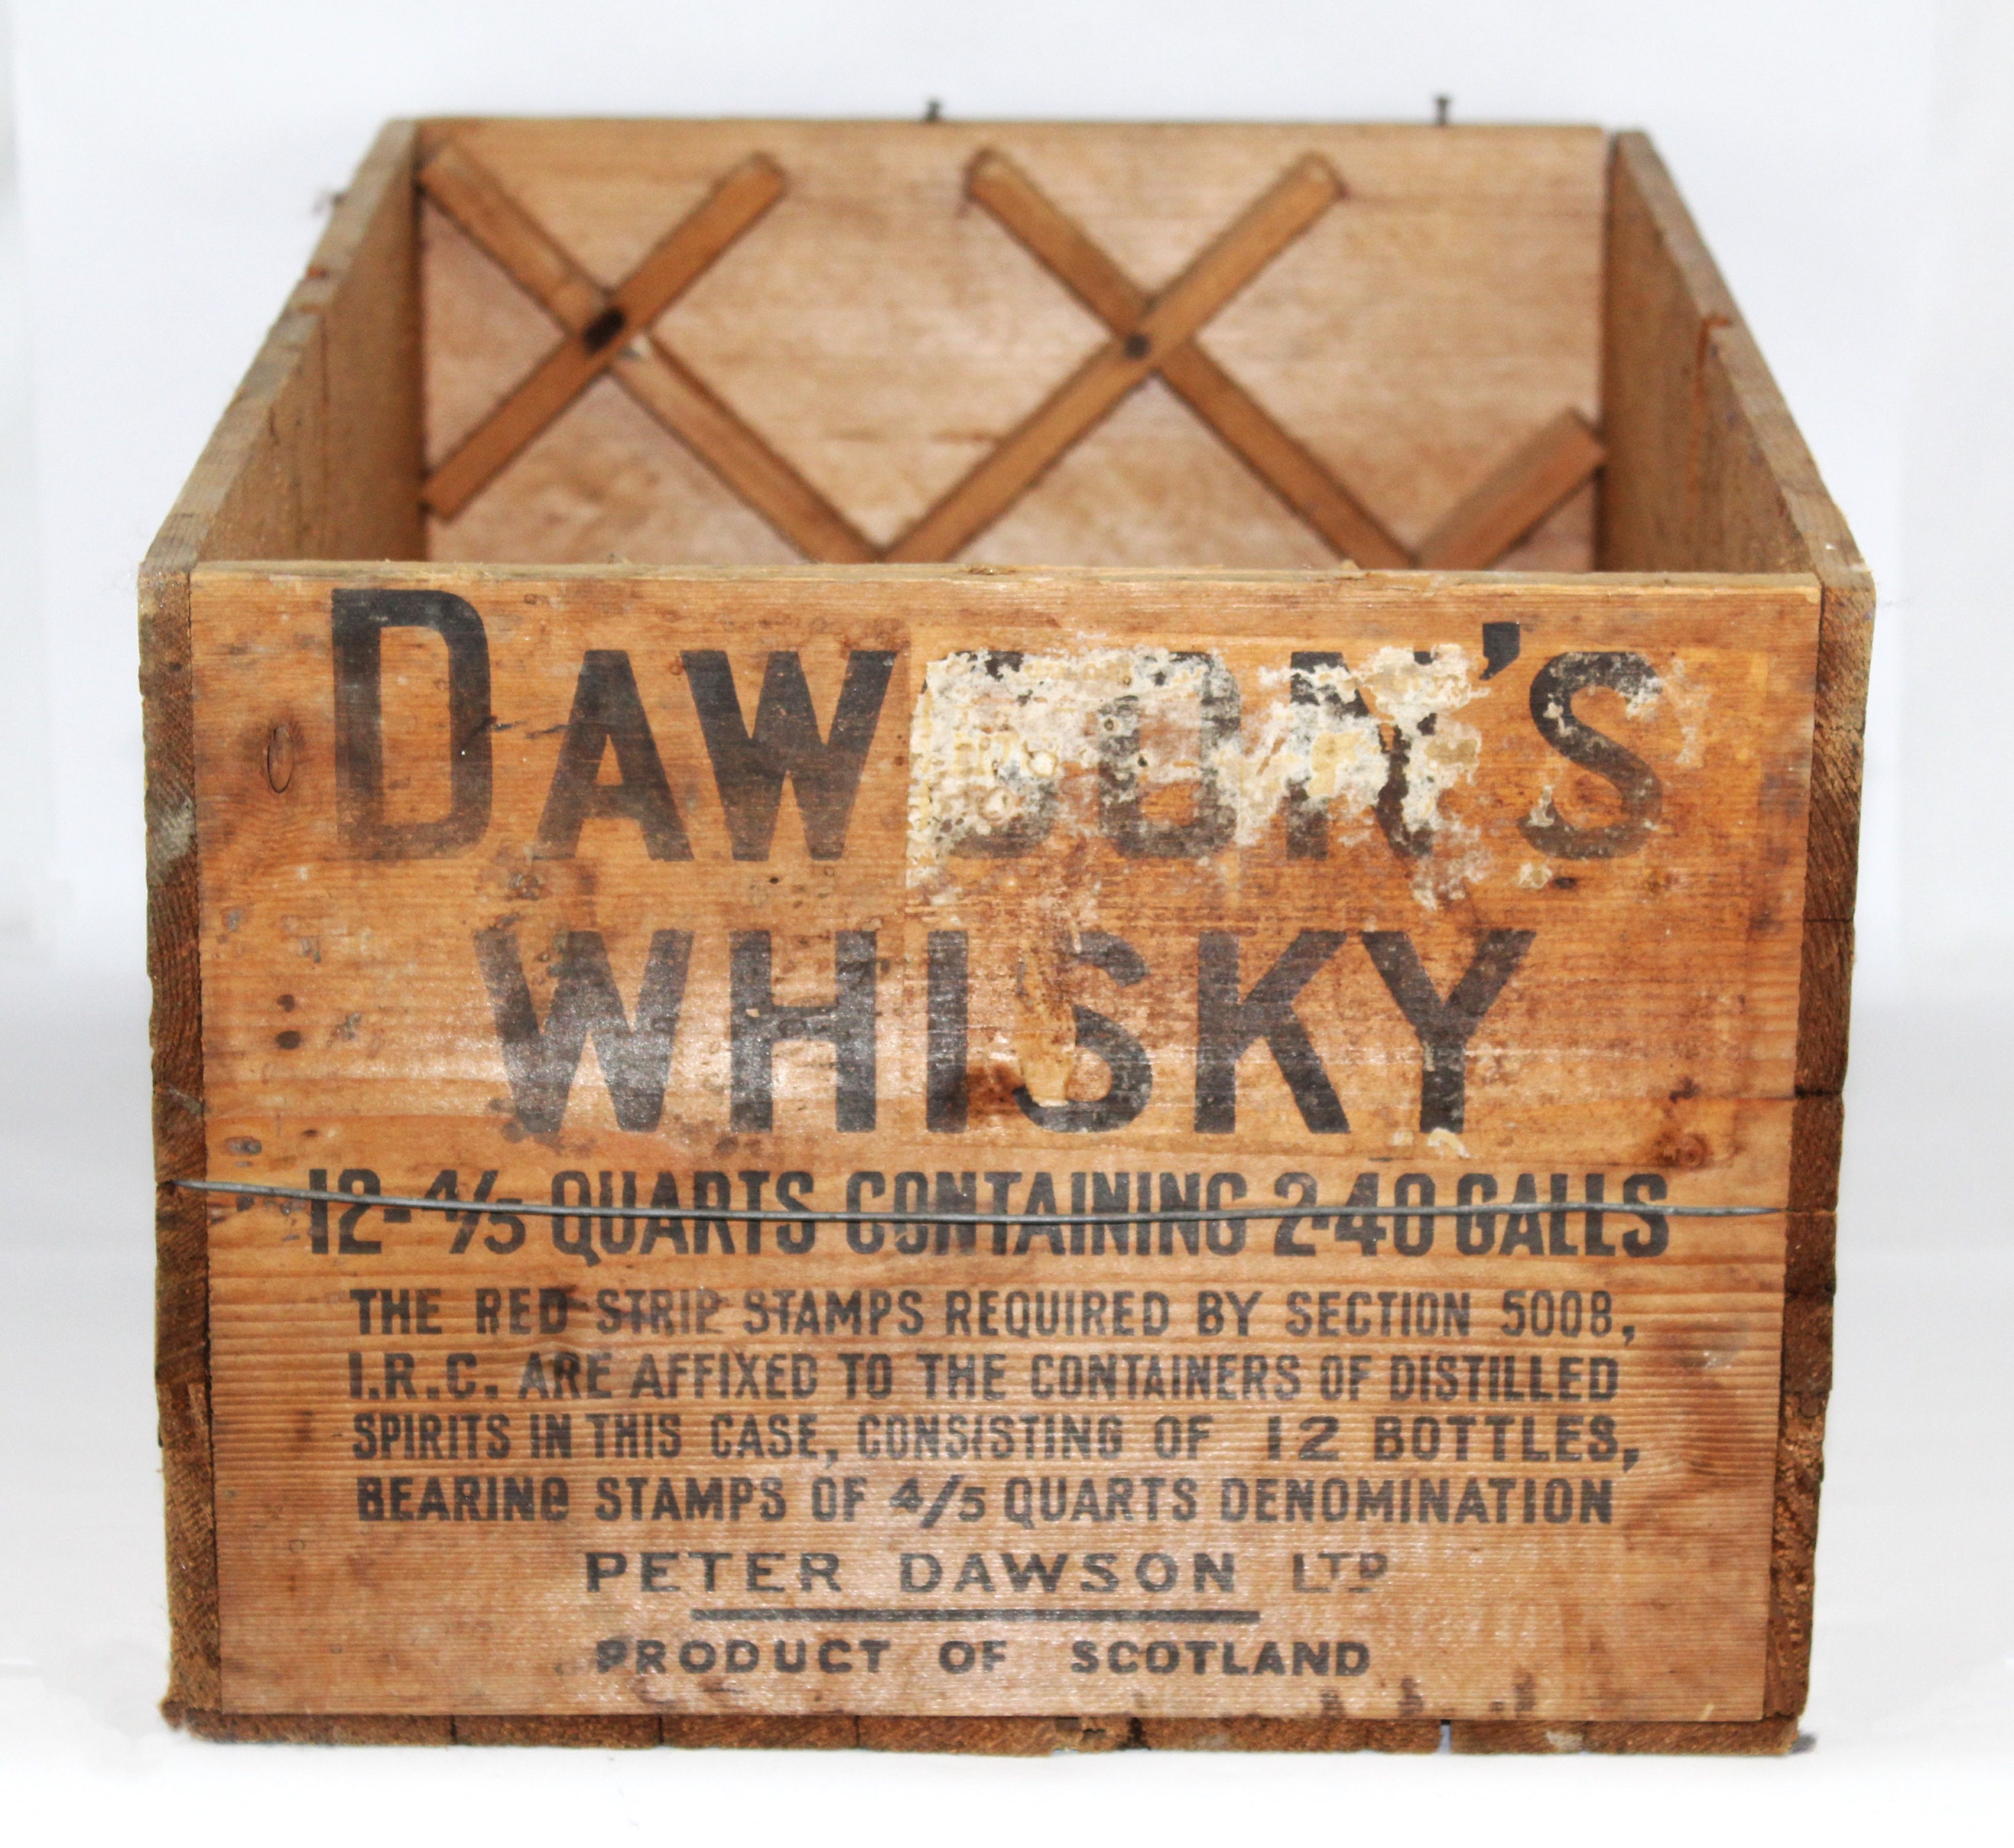 DAWSON'S
WHISKY
12-4/5 QUARTS CONTAINING 2·40 GALLS
THE RED STRIP STAMPS REQUIRED BY SECTION 5008,
I.R.C. ARE AFFIXED TO THE CONTAINERS OF DISTILLED
SPIRITS IN THIS CASE, CONSISTING OF 12 BOTTLES,
BEARING STAMPS OF 4/5 QUARTS DENOMINATION
PETER DAWSON LTD
PRODUCT OF SCOTLAND